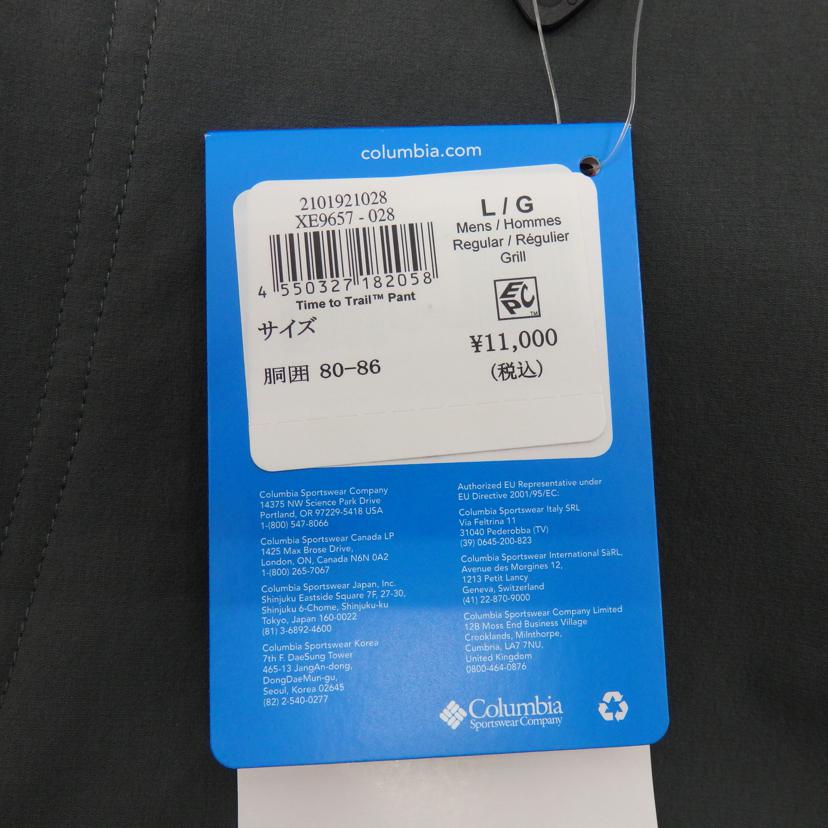 columbia.com
2101921028
XE9657 - 028
4 550327 182058
Time to Trail™ Pant
サイズ
胴囲 80-86
L / G
Mens / Hommes
Regular / Régulier
Grill
EPC™
¥11,000
(税込)
Columbia Sportswear Company
14375 NW Science Park Drive
Portland, OR 97229-5418 USA
1-(800) 547-8066
Columbia Sportswear Canada LP
1425 Max Brose Drive,
London, ON, Canada N6N 0A2
1-(800) 265-7067
Columbia Sportswear Japan, Inc.
Shinjuku Eastside Square 7F, 27-30,
Shinjuku 6-Chome, Shinjuku-ku
Tokyo, Japan 160-0022
(81) 3-6892-4600
Columbia Sportswear Korea
7th F. DaeSung Tower
465-13 JangAn-dong,
DongDaeMun-gu,
Seoul, Korea 02645
(82) 2-540-0277
Authorized EU Representative under
EU Directive 2001/95/EC:
Columbia Sportswear Italy SRL
Via Feltrina 11
31040 Pederobba (TV)
(39) 0645-200-823
Columbia Sportswear International SàRL,
Avenue des Morgines 12,
1213 Petit Lancy
Geneva, Switzerland
(41) 22-870-9000
Columbia Sportswear Company Limited
12B Moss End Business Village
Crooklands, Milnthorpe,
Cumbria, LA7 7NU,
United Kingdom
0800-464-0876
Columbia
Sportswear Company